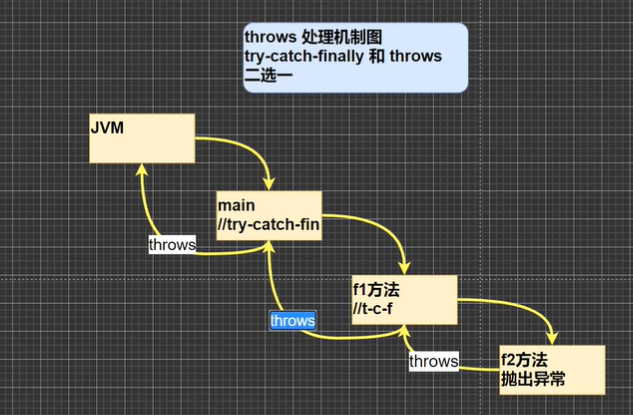 throws 处理机制图
try-catch-finally 和 throws
二选一
JVM
main
//try-catch-fin
throws
f1方法
//t-c-f
throws
f2方法
抛出异常
throws